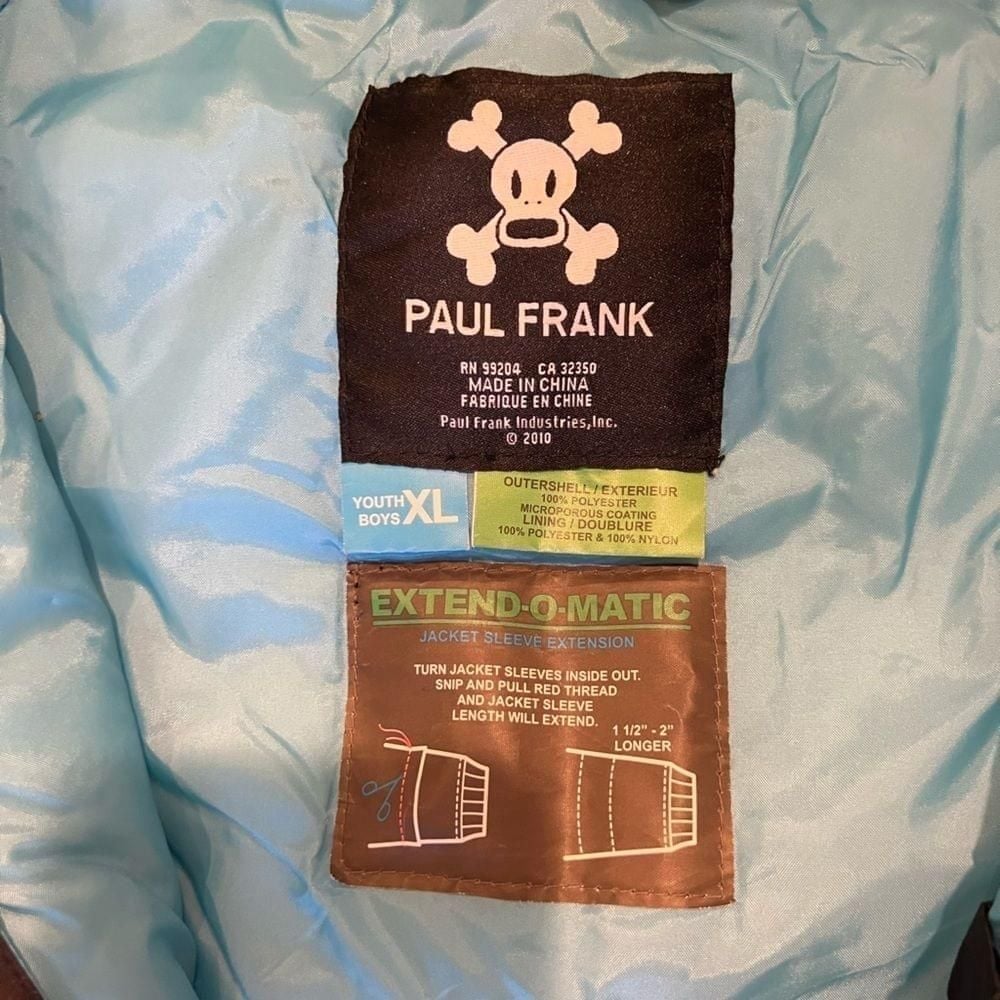 PAUL FRANK
RN 99204 CA 32350
MADE IN CHINA
FABRIQUE EN CHINE
Paul Frank Industries,Inc.
© 2010
YOUTH
BOYS XL
OUTERSHELL / EXTERIEUR
100% POLYESTER
MICROPOROUS COATING
LINING / DOUBLURE
100% POLYESTER & 100% NYLON
EXTEND-O-MATIC
JACKET SLEEVE EXTENSION
TURN JACKET SLEEVES INSIDE OUT.
SNIP AND PULL RED THREAD
AND JACKET SLEEVE
LENGTH WILL EXTEND.
1 1/2" - 2"
LONGER